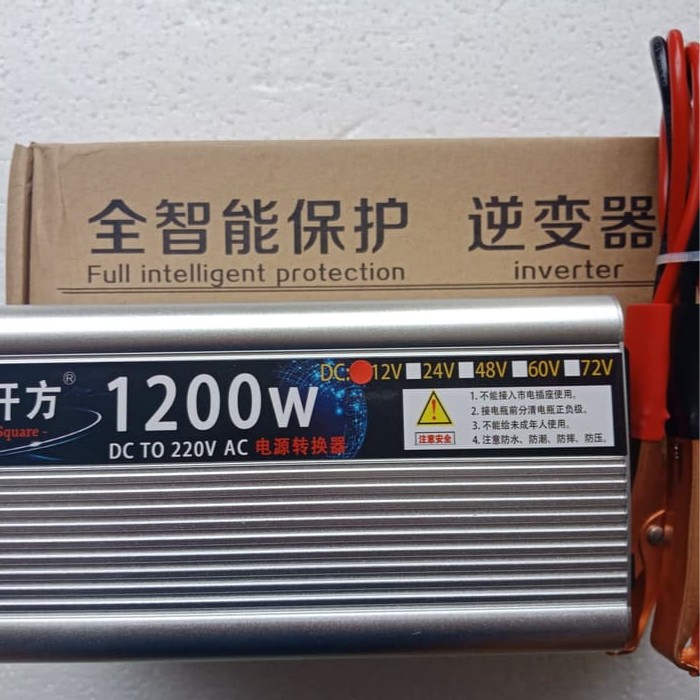 全智能保护 逆变器
Full intelligent protection inverter
开方®
Square -
1200W
DC TO 220V AC 电源转换器
DC: 12V 24V 48V 60V 72V
注意安全
1. 不能接入市电插座使用。
2. 接电瓶前分清电瓶正负极。
3. 不能给未成年人使用。
4. 注意防水、防潮、防摔、防压。